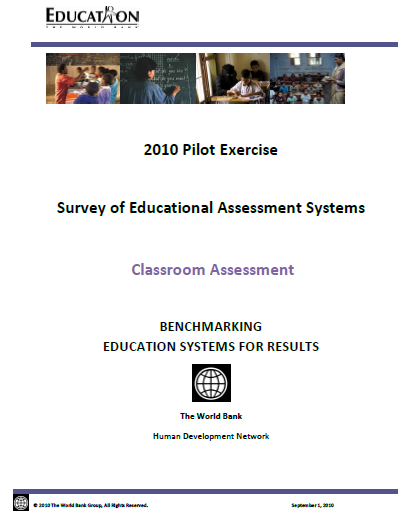 EDUCATION
THE WORLD BANK
2010 Pilot Exercise
Survey of Educational Assessment Systems
Classroom Assessment
BENCHMARKING
EDUCATION SYSTEMS FOR RESULTS
The World Bank
Human Development Network
© 2010 The World Bank Group, All Rights Reserved.
September 1, 2010